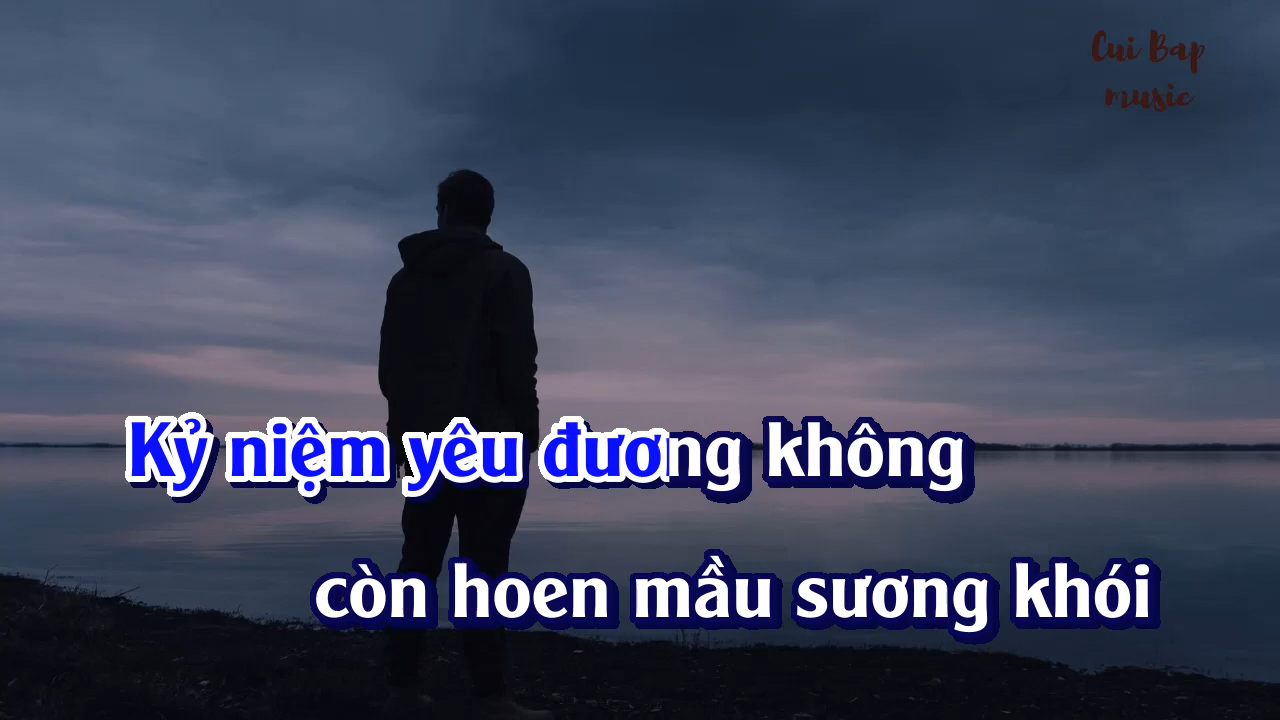 Cui Bap
music
Kỷ niệm yêu đương không
còn hoen mầu sương khói